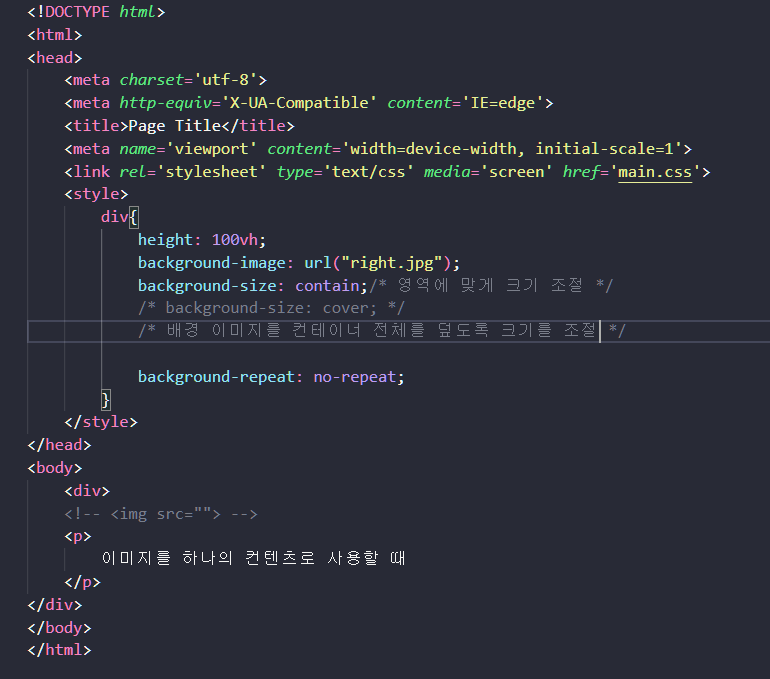 <!DOCTYPE html>
<html>
<head>
    <meta charset='utf-8'>
    <meta http-equiv='X-UA-Compatible' content='IE=edge'>
    <title>Page Title</title>
    <meta name='viewport' content='width=device-width, initial-scale=1'>
    <link rel='stylesheet' type='text/css' media='screen' href='main.css'>
    <style>
        div{
            height: 100vh;
            background-image: url("right.jpg");
            background-size: contain;/* 영역에 맞게 크기 조절 */
            /* background-size: cover; */
            /* 배경 이미지를 컨테이너 전체를 덮도록 크기를 조절 */
            background-repeat: no-repeat;
        }
    </style>
</head>
<body>
    <div>
    <!-- <img src=""> -->
    <p>
        이미지를 하나의 컨텐츠로 사용할 때
    </p>
</div>
</body>
</html>